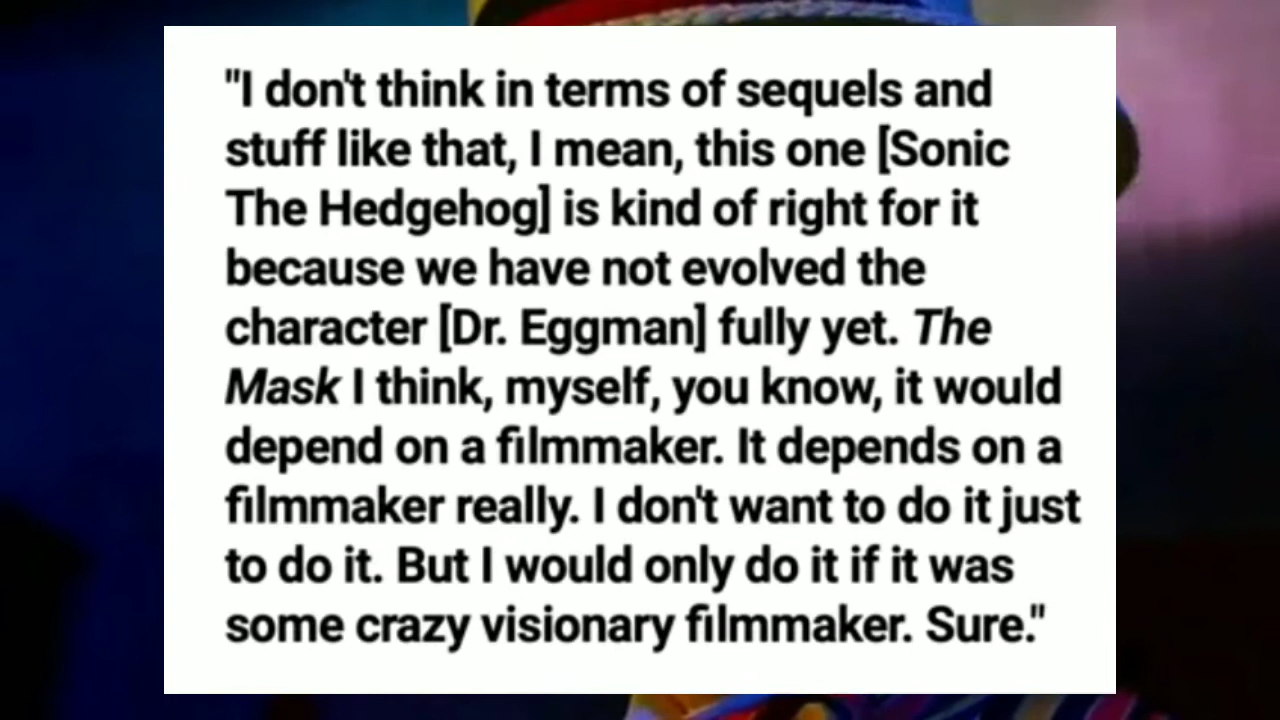 "I don't think in terms of sequels and
stuff like that, I mean, this one [Sonic
The Hedgehog] is kind of right for it
because we have not evolved the
character [Dr. Eggman] fully yet. The
Mask I think, myself, you know, it would
depend on a filmmaker. It depends on a
filmmaker really. I don't want to do it just
to do it. But I would only do it if it was
some crazy visionary filmmaker. Sure."